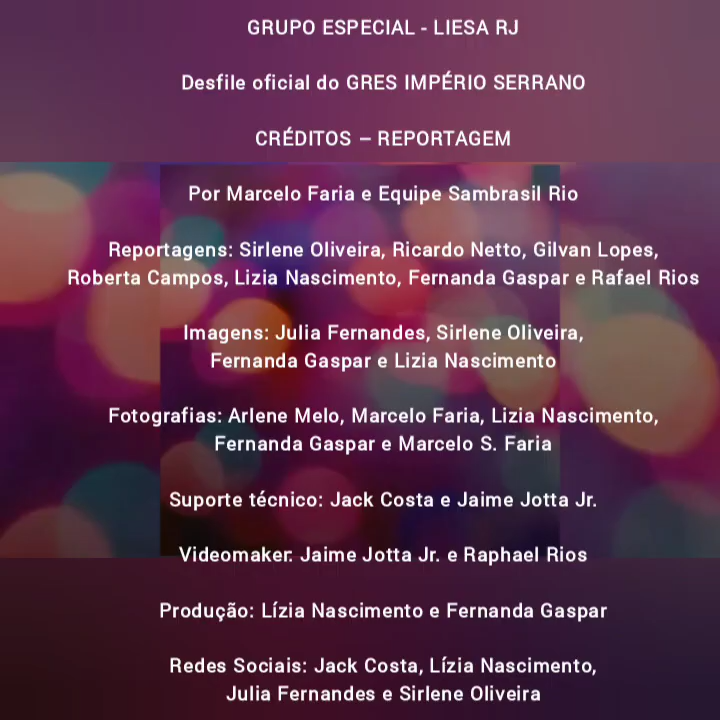 GRUPO ESPECIAL - LIESA RJ
Desfile oficial do GRES IMPÉRIO SERRANO
CRÉDITOS – REPORTAGEM
Por Marcelo Faria e Equipe Sambrasil Rio
Reportagens: Sirlene Oliveira, Ricardo Netto, Gilvan Lopes,
Roberta Campos, Lizia Nascimento, Fernanda Gaspar e Rafael Rios
Imagens: Julia Fernandes, Sirlene Oliveira,
Fernanda Gaspar e Lizia Nascimento
Fotografias: Arlene Melo, Marcelo Faria, Lizia Nascimento,
Fernanda Gaspar e Marcelo S. Faria
Suporte técnico: Jack Costa e Jaime Jotta Jr.
Videomaker: Jaime Jotta Jr. e Raphael Rios
Produção: Lízia Nascimento e Fernanda Gaspar
Redes Sociais: Jack Costa, Lízia Nascimento,
Julia Fernandes e Sirlene Oliveira